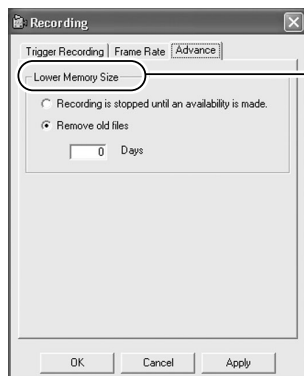 Recording
Trigger Recording Frame Rate Advance
Lower Memory Size
Recording is stopped until an availability is made.
Remove old files
0 Days
OK Cancel Apply